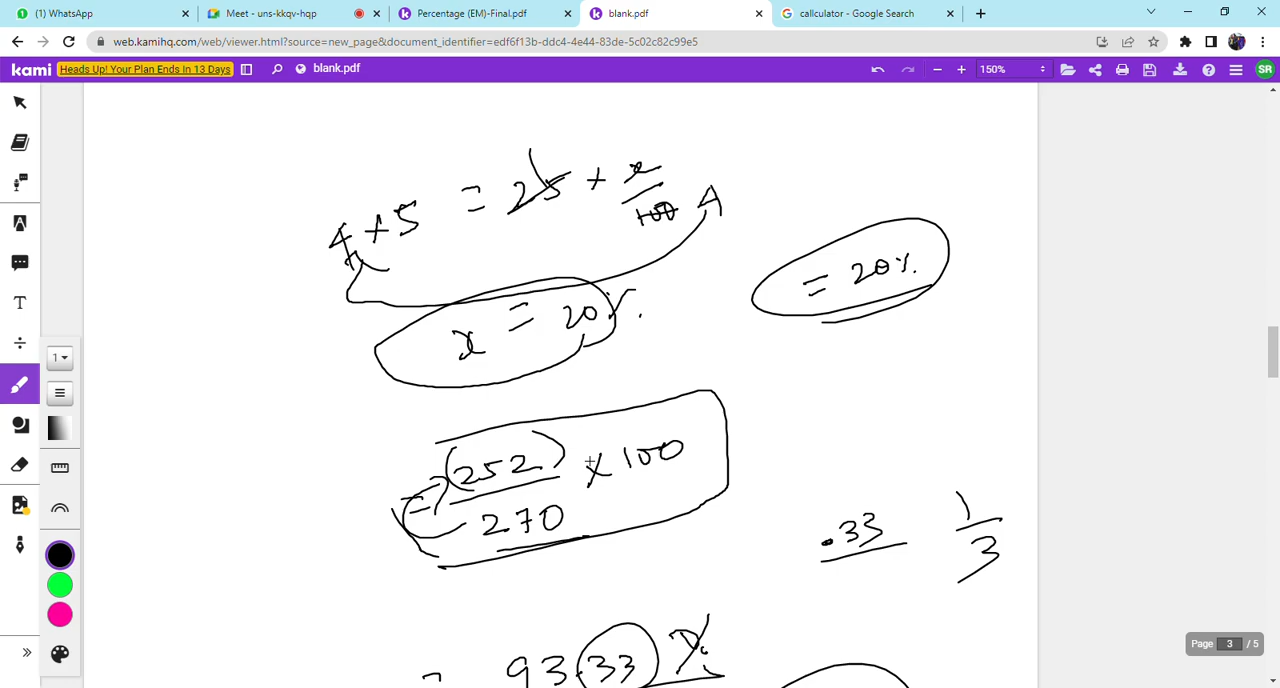 (1) WhatsApp
Meet - uns-kkqv-hqp
Percentage (EM)-Final.pdf
blank.pdf
callculator - Google Search
web.kamihq.com/web/viewer.html?source=new_page&document_identifier=edf6f13b-ddc4-4e44-83de-5c02c82c99e5
kami Heads Up! Your Plan Ends In 13 Days blank.pdf 150% SR
4 + 5 = 25 + x/100 A
= 20%
x = 20%
= (252)/270 × 100
.33 1/3
= 93.33 %
1
Page 3 / 5